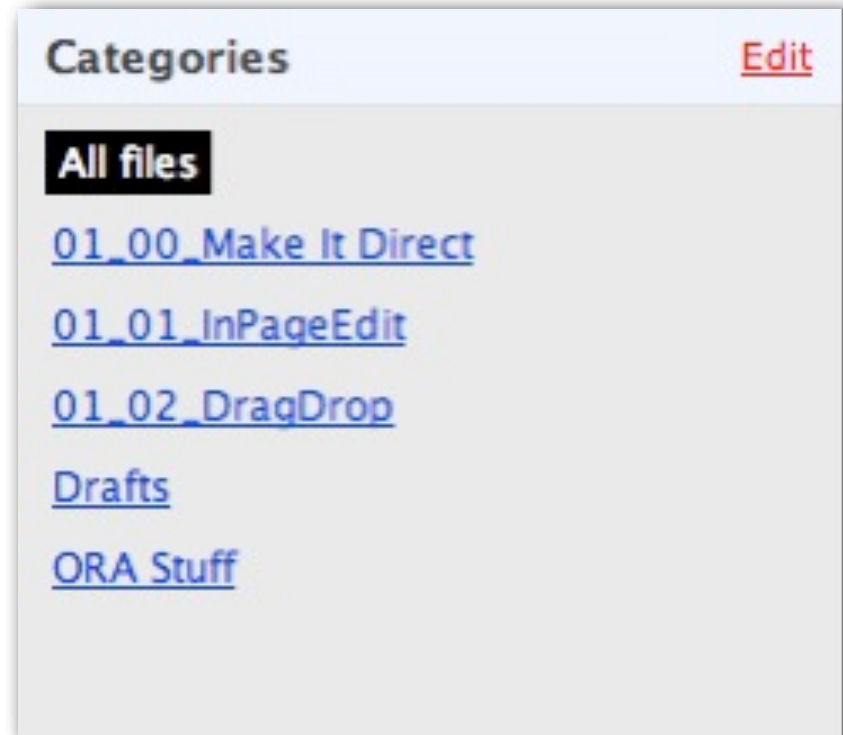 Categories Edit
All files
01_00_Make It Direct
01_01_InPageEdit
01_02_DragDrop
Drafts
ORA Stuff